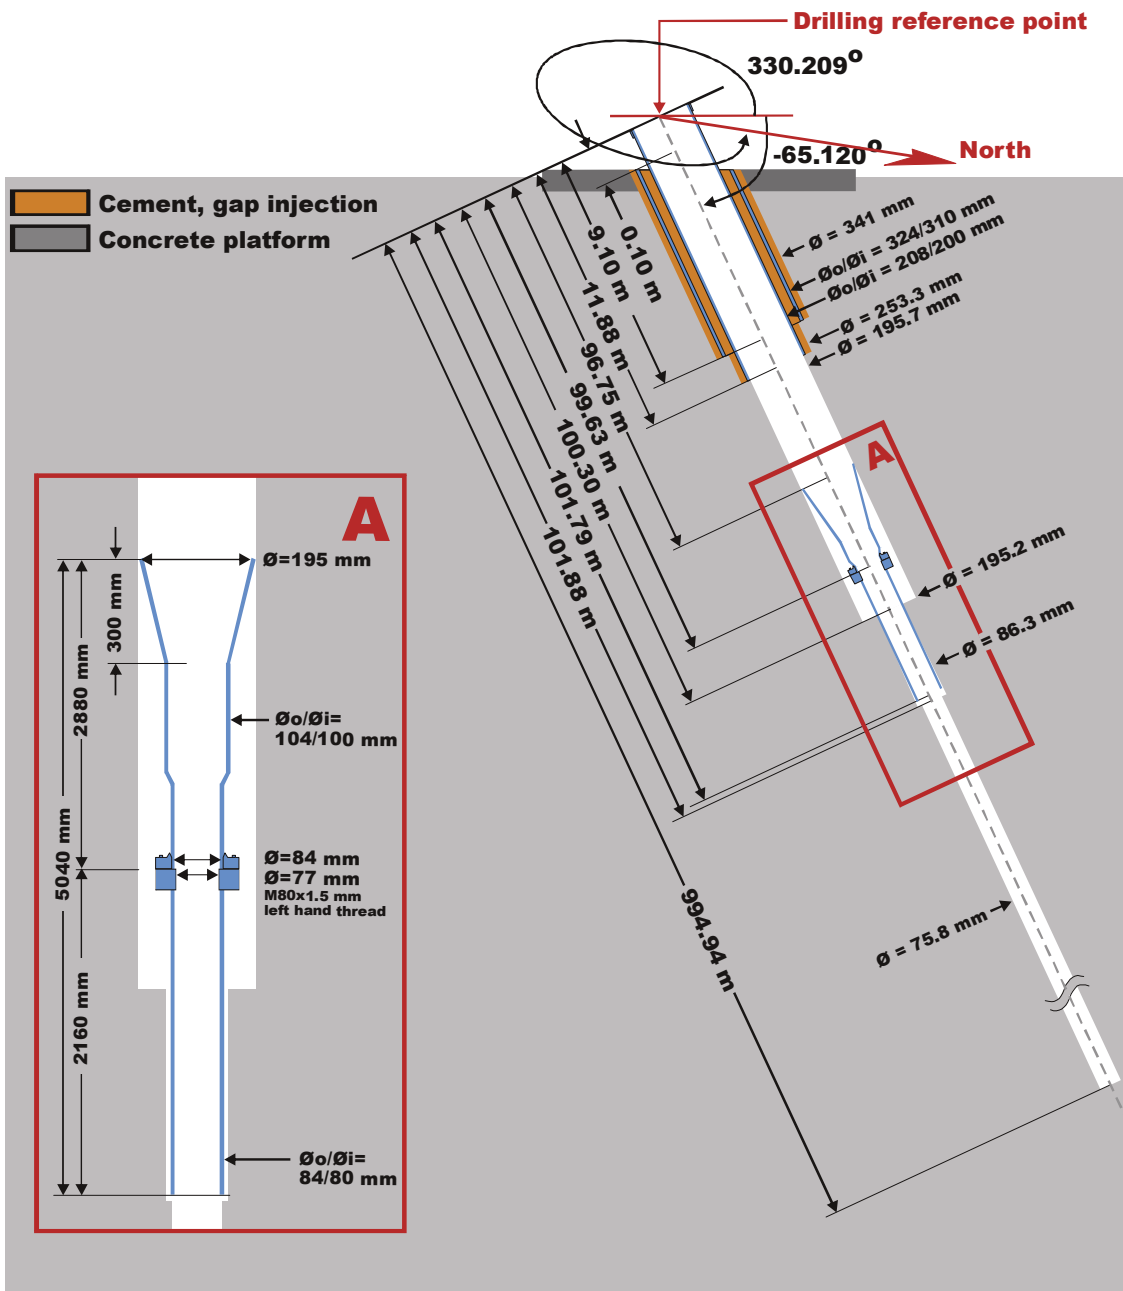 Drilling reference point
330.209°
-65.120°
North
Cement, gap injection
Concrete platform
0.10 m
9.10 m
11.88 m
96.75 m
99.63 m
100.30 m
101.79 m
101.88 m
994.94 m
Ø = 341 mm
Øo/Øi = 324/310 mm
Øo/Øi = 208/200 mm
Ø = 253.3 mm
Ø = 195.7 mm
A
Ø = 195.2 mm
Ø = 86.3 mm
Ø = 75.8 mm
A
Ø=195 mm
300 mm
2880 mm
5040 mm
2160 mm
Øo/Øi=
104/100 mm
Ø=84 mm
Ø=77 mm
M80x1.5 mm
left hand thread
Øo/Øi=
84/80 mm